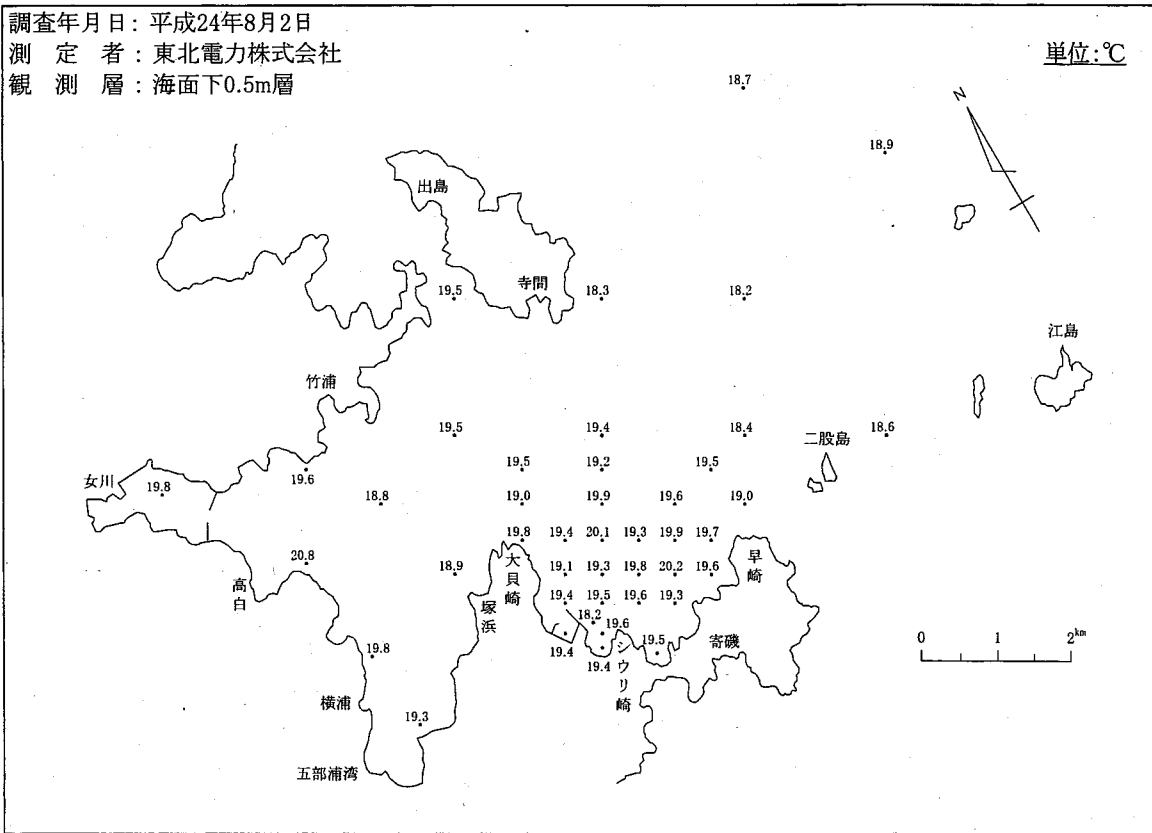 調査年月日：平成24年8月2日
測定者：東北電力株式会社
観測層：海面下0.5m層
単位：℃
18.7
N
18.9
出島
寺間
19.5
18.3
18.2
江島
竹浦
19.5
19.4
18.4
18.6
二股島
19.5
19.2
19.5
女川
19.8
19.6
18.8
19.0
19.9
19.6
19.0
19.8
19.4
20.1
19.3
19.9
19.7
20.8
18.9
大貝崎
19.1
19.3
19.8
20.2
19.6
早崎
高白
塚浜
19.4
19.5
19.6
19.3
18.2
19.6
19.4
19.4
シウリ崎
19.5
寄磯
0 1 2km
19.8
横浦
19.3
五部浦湾